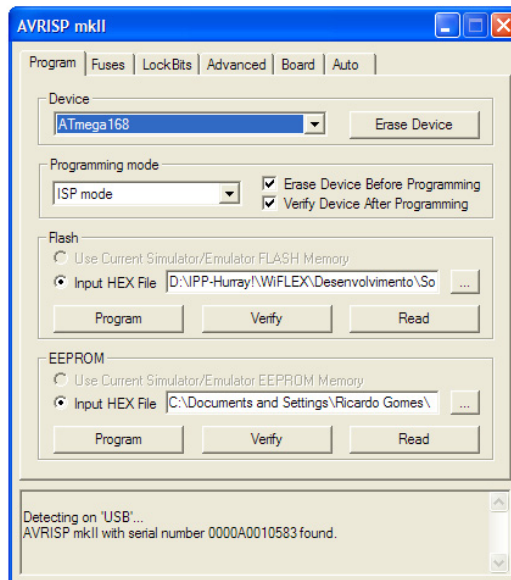 AVRISP mkII
Program Fuses LockBits Advanced Board Auto
Device
ATmega168 Erase Device
Programming mode
ISP mode
Erase Device Before Programming
Verify Device After Programming
Flash
Use Current Simulator/Emulator FLASH Memory
Input HEX File D:\IPP-Hurray!\WiFLEX\Desenvolvimento\So ...
Program Verify Read
EEPROM
Use Current Simulator/Emulator EEPROM Memory
Input HEX File C:\Documents and Settings\Ricardo Gomes\ ...
Program Verify Read
Detecting on 'USB'...
AVRISP mkII with serial number 0000A0010583 found.